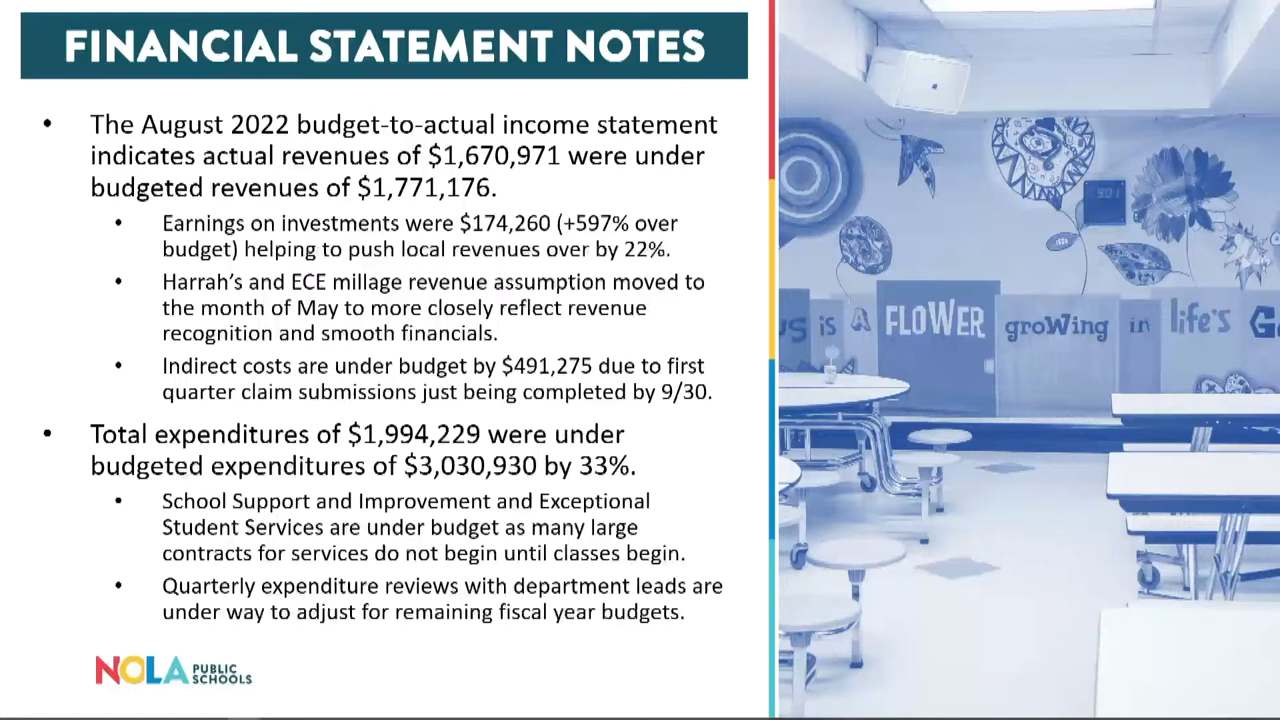 FINANCIAL STATEMENT NOTES
• The August 2022 budget-to-actual income statement
indicates actual revenues of $1,670,971 were under
budgeted revenues of $1,771,176.
• Earnings on investments were $174,260 (+597% over
budget) helping to push local revenues over by 22%.
• Harrah's and ECE millage revenue assumption moved to
the month of May to more closely reflect revenue
recognition and smooth financials.
• Indirect costs are under budget by $491,275 due to first
quarter claim submissions just being completed by 9/30.
• Total expenditures of $1,994,229 were under
budgeted expenditures of $3,030,930 by 33%.
• School Support and Improvement and Exceptional
Student Services are under budget as many large
contracts for services do not begin until classes begin.
• Quarterly expenditure reviews with department leads are
under way to adjust for remaining fiscal year budgets.
NOLA PUBLIC
SCHOOLS
is A FLOWER groWing in life's G